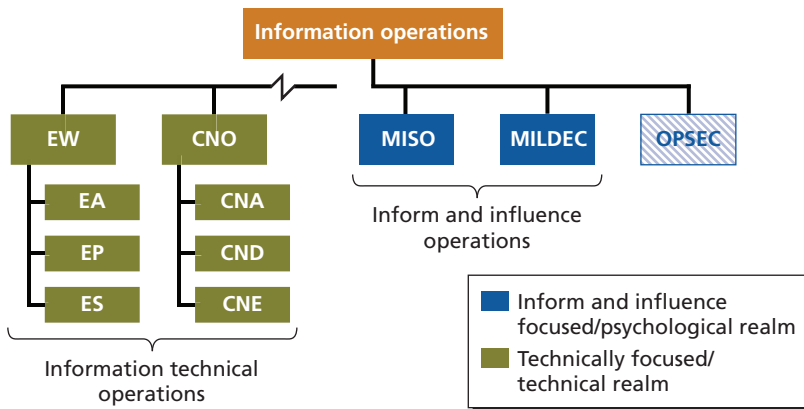 Information operations
EW
CNO
MISO
MILDEC
OPSEC
EA
CNA
EP
CND
ES
CNE
Inform and influence
operations
Information technical
operations
Inform and influence
focused/psychological realm
Technically focused/
technical realm